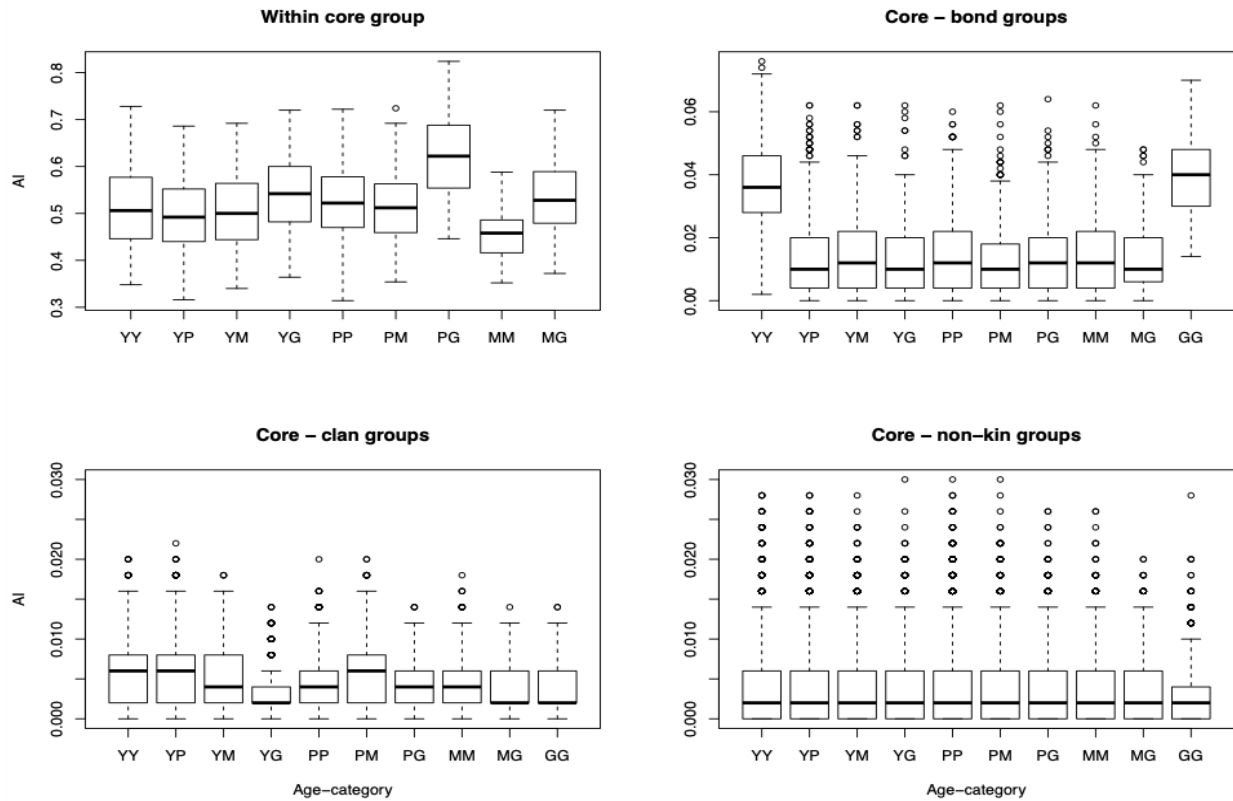 Within core group
AI
0.8
0.7
0.6
0.5
0.4
0.3
YY YP YM YG PP PM PG MM MG
Core – bond groups
0.06
0.04
0.02
0.00
YY YP YM YG PP PM PG MM MG GG
Core – clan groups
AI
0.030
0.020
0.010
0.000
YY YP YM YG PP PM PG MM MG GG
Age–category
Core – non–kin groups
0.030
0.020
0.010
0.000
YY YP YM YG PP PM PG MM MG GG
Age–category